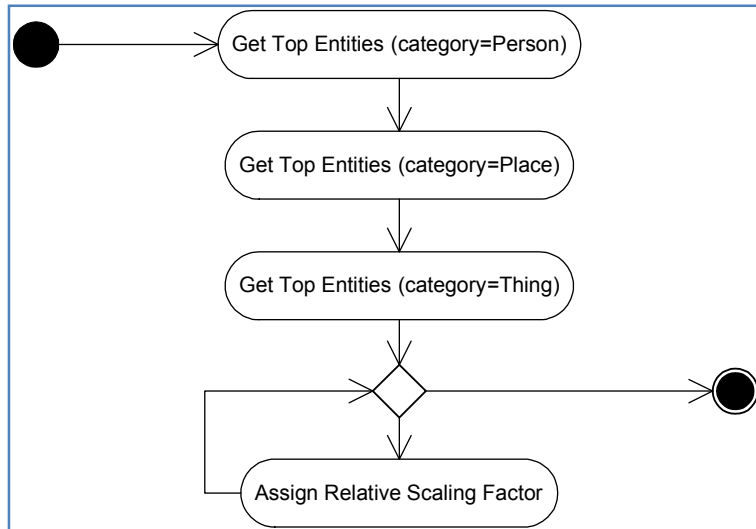 Get Top Entities (category=Person)
Get Top Entities (category=Place)
Get Top Entities (category=Thing)
Assign Relative Scaling Factor